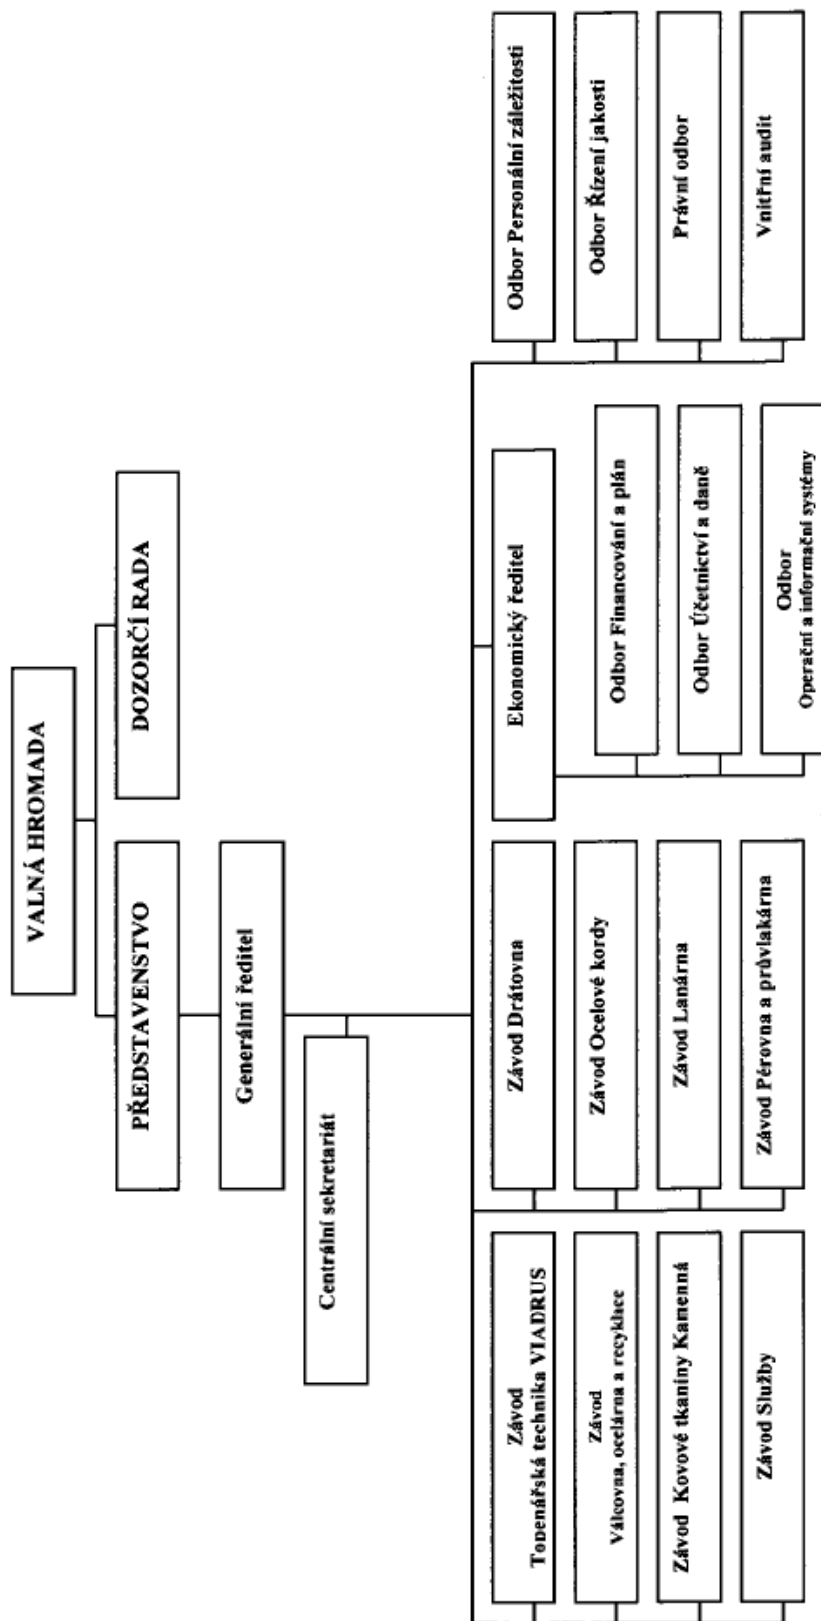 VALNÁ HROMADA
PŘEDSTAVENSTVO
DOZORČÍ RADA
Generální ředitel
Centrální sekretariát
Závod
Topenářská technika VIADRUS
Závod
Válcovna, ocelárna a recyklace
Závod Kovové tkaniny Kamenná
Závod Služby
Závod Drátovna
Závod Ocelové kordy
Závod Lanárna
Závod Pérovna a průvlakárna
Ekonomický ředitel
Odbor Financování a plán
Odbor Účetnictví a daně
Odbor
Operační a informační systémy
Odbor Personální záležitosti
Odbor Řízení jakosti
Právní odbor
Vnitřní audit